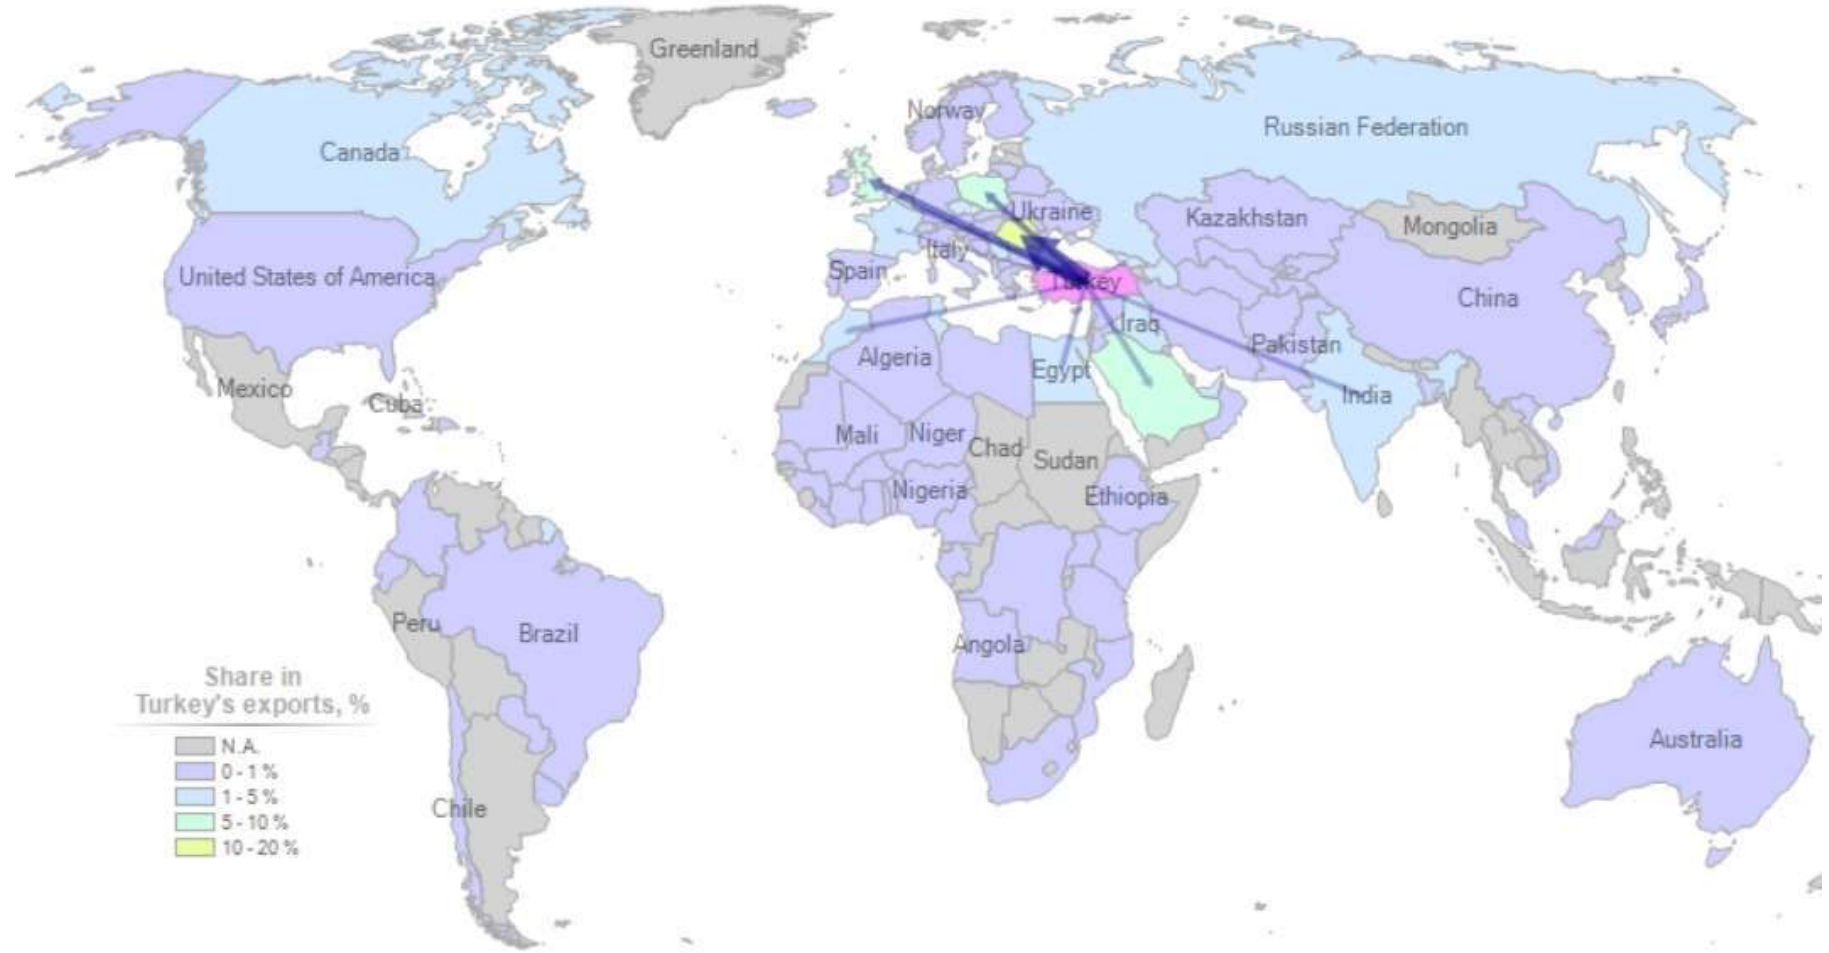 Greenland
Norway
Russian Federation
Canada
Ukraine
Kazakhstan
Mongolia
Italy
Spain
United States of America
Turkey
China
Iraq
Pakistan
Algeria
Egypt
India
Mexico
Cuba
Mali
Niger
Chad
Sudan
Nigeria
Ethiopia
Peru
Brazil
Angola
Australia
Chile
Share in
Turkey's exports, %
N.A.
0 - 1 %
1 - 5 %
5 - 10 %
10 - 20 %